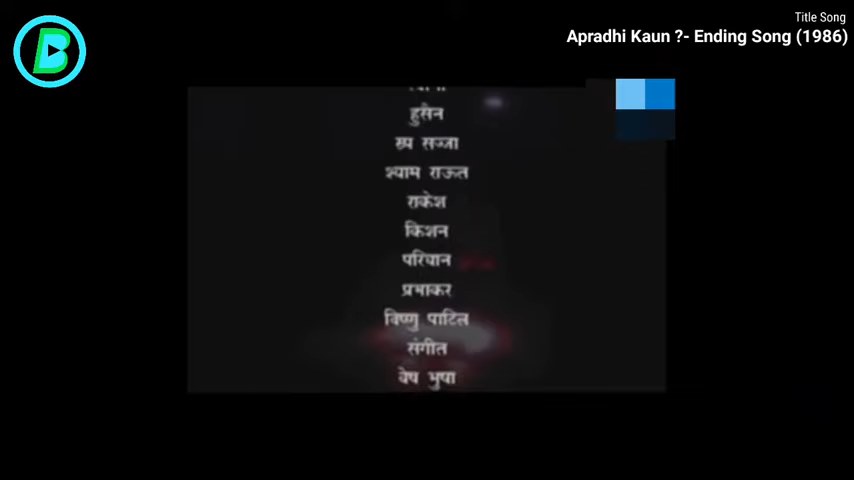 Title Song
Apradhi Kaun ?- Ending Song (1986)
B
हुसैन
रूप सज्जा
श्याम राऊत
राकेश
किशन
परिधान
प्रभाकर
विष्णु पाटिल
संगीत
वेष भुषा